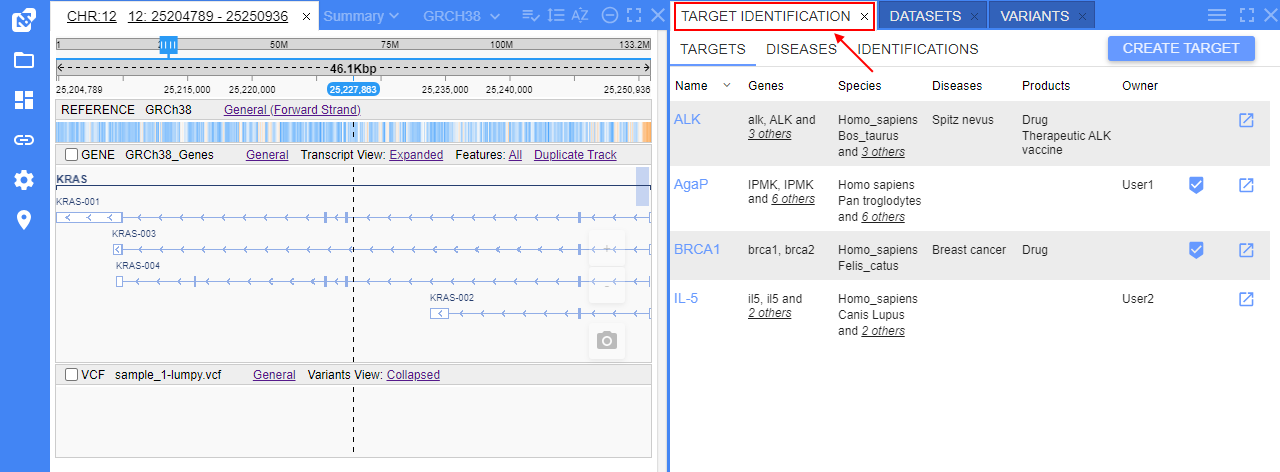 CHR:12 12: 25204789 - 25250936 × Summary GRCH38
1 25M 50M 75M 100M 133.2M
46.1Kbp
25,204,789 25,215,000 25,220,000 25,227,863 25,235,000 25,240,000 25,250,936
REFERENCE GRCh38 General (Forward Strand)
GENE GRCh38_Genes General Transcript View: Expanded Features: All Duplicate Track
KRAS
KRAS-001
KRAS-003
KRAS-004
KRAS-002
+
-
VCF sample_1-lumpy.vcf General Variants View: Collapsed
TARGET IDENTIFICATION × DATASETS × VARIANTS ×
TARGETS DISEASES IDENTIFICATIONS CREATE TARGET
Name Genes Species Diseases Products Owner
ALK alk, ALK and Homo_sapiens Spitz nevus Drug
3 others Bos_taurus Therapeutic ALK
and 3 others vaccine
AgaP IPMK, IPMK Homo sapiens User1
and 6 others Pan troglodytes
and 6 others
BRCA1 brca1, brca2 Homo_sapiens Breast cancer Drug
Felis_catus
IL-5 il5, il5 and Homo_sapiens User2
2 others Canis Lupus
and 2 others